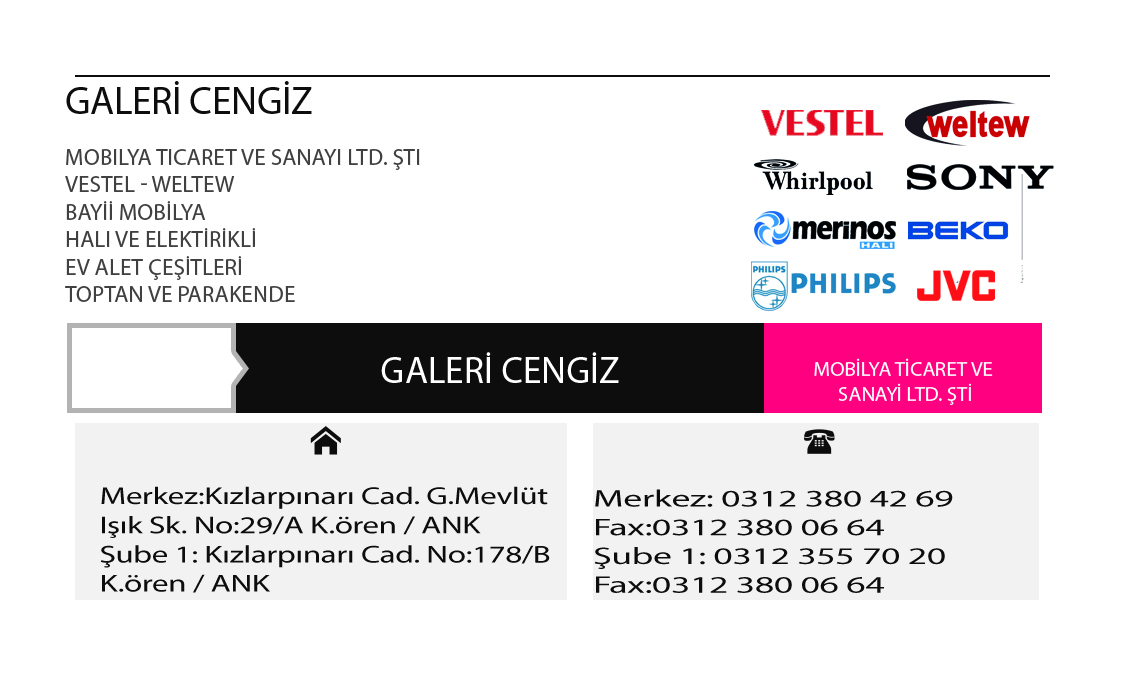 GALERİ CENGİZ
MOBILYA TICARET VE SANAYI LTD. ŞTI
VESTEL - WELTEW
BAYİİ MOBİLYA
HALI VE ELEKTİRİKLİ
EV ALET ÇEŞİTLERİ
TOPTAN VE PARAKENDE
VESTEL weltew
Whirlpool SONY
merinos HALI BEKO
PHILIPS PHILIPS JVC
GALERİ CENGİZ
MOBİLYA TİCARET VE
SANAYİ LTD. ŞTİ
Merkez:Kızlarpınarı Cad. G.Mevlüt
Işık Sk. No:29/A K.ören / ANK
Şube 1: Kızlarpınarı Cad. No:178/B
K.ören / ANK
Merkez: 0312 380 42 69
Fax:0312 380 06 64
Şube 1: 0312 355 70 20
Fax:0312 380 06 64